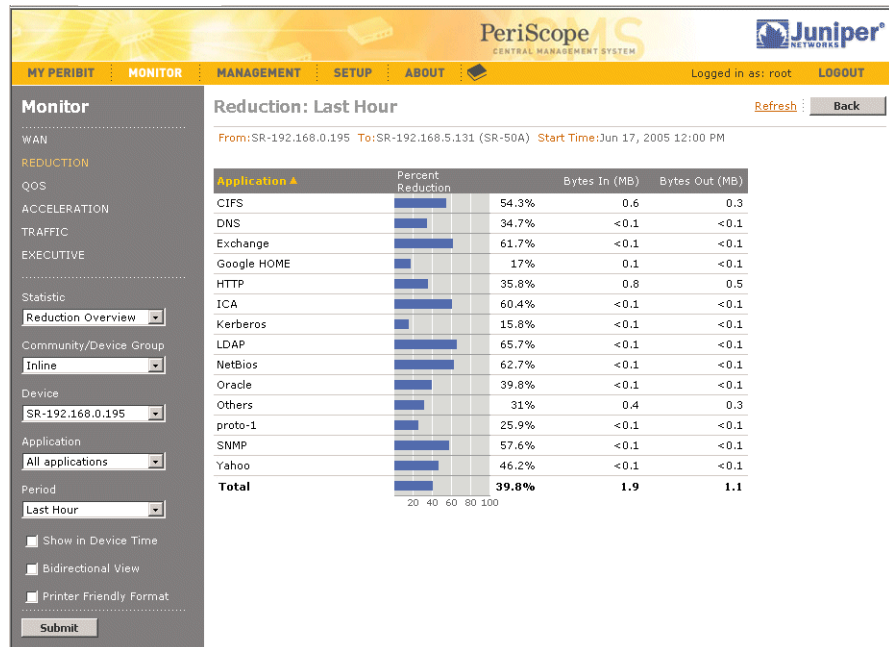 PeriScope
CENTRAL MANAGEMENT SYSTEM
CMS
Juniper
NETWORKS
MY PERIBIT MONITOR MANAGEMENT SETUP ABOUT Logged in as: root LOGOUT
Monitor
WAN
REDUCTION
QOS
ACCELERATION
TRAFFIC
EXECUTIVE
Statistic
Reduction Overview
Community/Device Group
Inline
Device
SR-192.168.0.195
Application
All applications
Period
Last Hour
Show in Device Time
Bidirectional View
Printer Friendly Format
Submit
Reduction: Last Hour Refresh Back
From:SR-192.168.0.195 To:SR-192.168.5.131 (SR-50A) Start Time:Jun 17, 2005 12:00 PM
Application Percent Reduction Bytes In (MB) Bytes Out (MB)
CIFS 54.3% 0.6 0.3
DNS 34.7% <0.1 <0.1
Exchange 61.7% <0.1 <0.1
Google HOME 17% 0.1 <0.1
HTTP 35.8% 0.8 0.5
ICA 60.4% <0.1 <0.1
Kerberos 15.8% <0.1 <0.1
LDAP 65.7% <0.1 <0.1
NetBios 62.7% <0.1 <0.1
Oracle 39.8% <0.1 <0.1
Others 31% 0.4 0.3
proto-1 25.9% <0.1 <0.1
SNMP 57.6% <0.1 <0.1
Yahoo 46.2% <0.1 <0.1
Total 39.8% 1.9 1.1
20 40 60 80 100